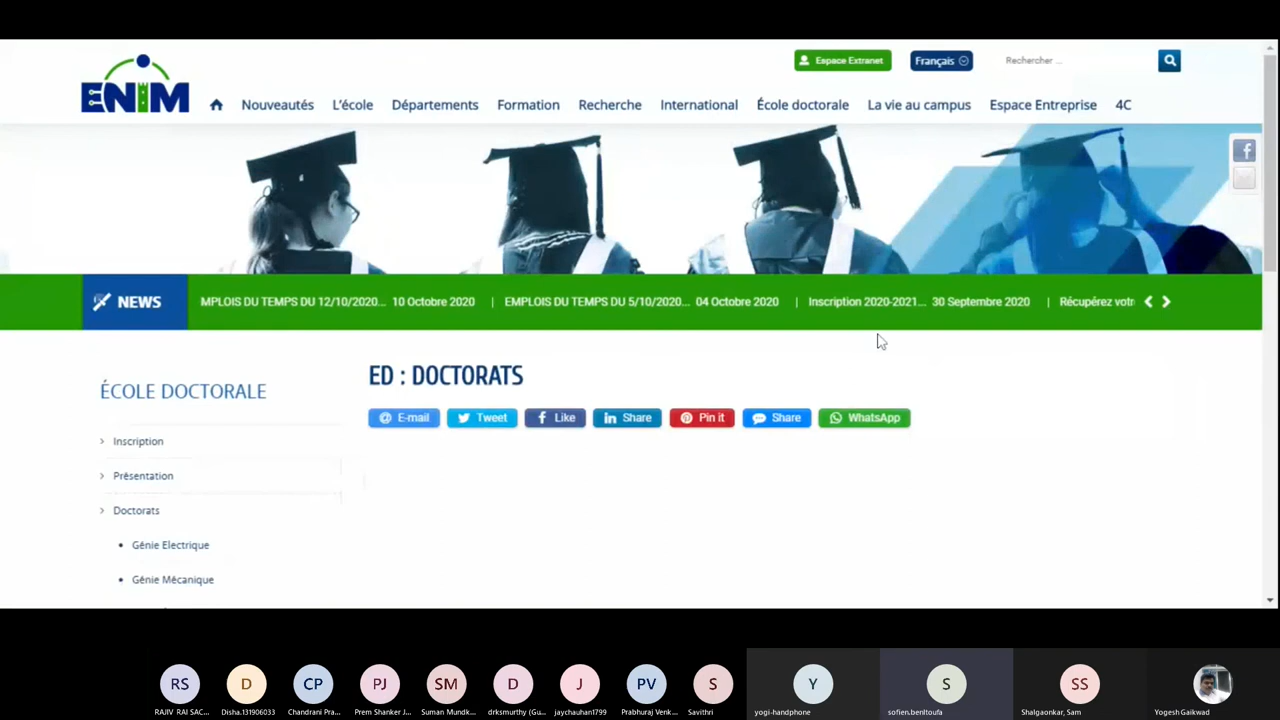 Espace Extranet
Français
Rechercher ...
ENIM
Nouveautés
L'école
Départements
Formation
Recherche
International
École doctorale
La vie au campus
Espace Entreprise
4C
NEWS
MPLOIS DU TEMPS DU 12/10/2020... 10 Octobre 2020 | EMPLOIS DU TEMPS DU 5/10/2020... 04 Octobre 2020 | Inscription 2020-2021... 30 Septembre 2020 | Récupérez votr
ÉCOLE DOCTORALE
Inscription
Présentation
Doctorats
Génie Electrique
Génie Mécanique
ED : DOCTORATS
E-mail
Tweet
Like
Share
Pin it
Share
WhatsApp
RS
D
CP
PJ
SM
D
J
PV
S
Y
S
SS
RAJIV RAI SAC...
Disha.131906033
Chandrani Pra...
Prem Shanker J...
Suman Mundk...
drksmurthy (Gu...
jaychauhan1799
Prabhuraj Venk...
Savithri
yogi-handphone
sofien.benltoufa
Shalgaonkar, Sam
Yogesh Gaikwad